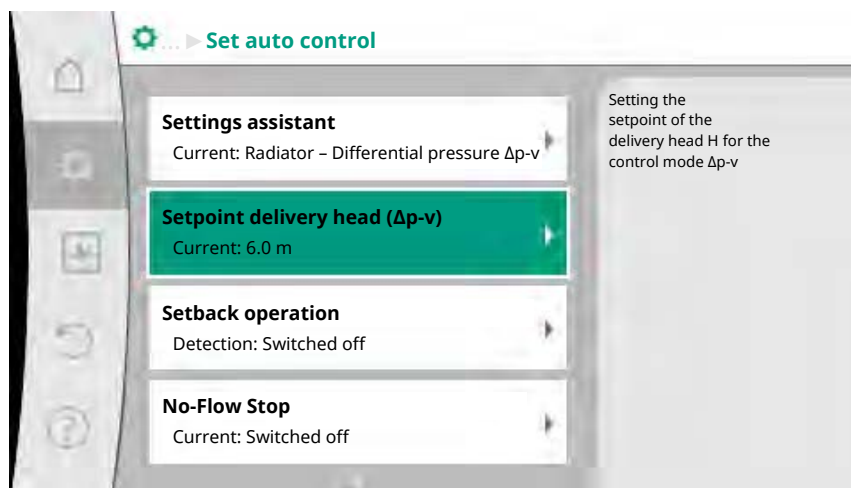 ... ▶ Set auto control
Settings assistant
Current: Radiator – Differential pressure Δp-v
Setpoint delivery head (Δp-v)
Current: 6.0 m
Setback operation
Detection: Switched off
No-Flow Stop
Current: Switched off
Setting the
setpoint of the
delivery head H for the
control mode Δp-v